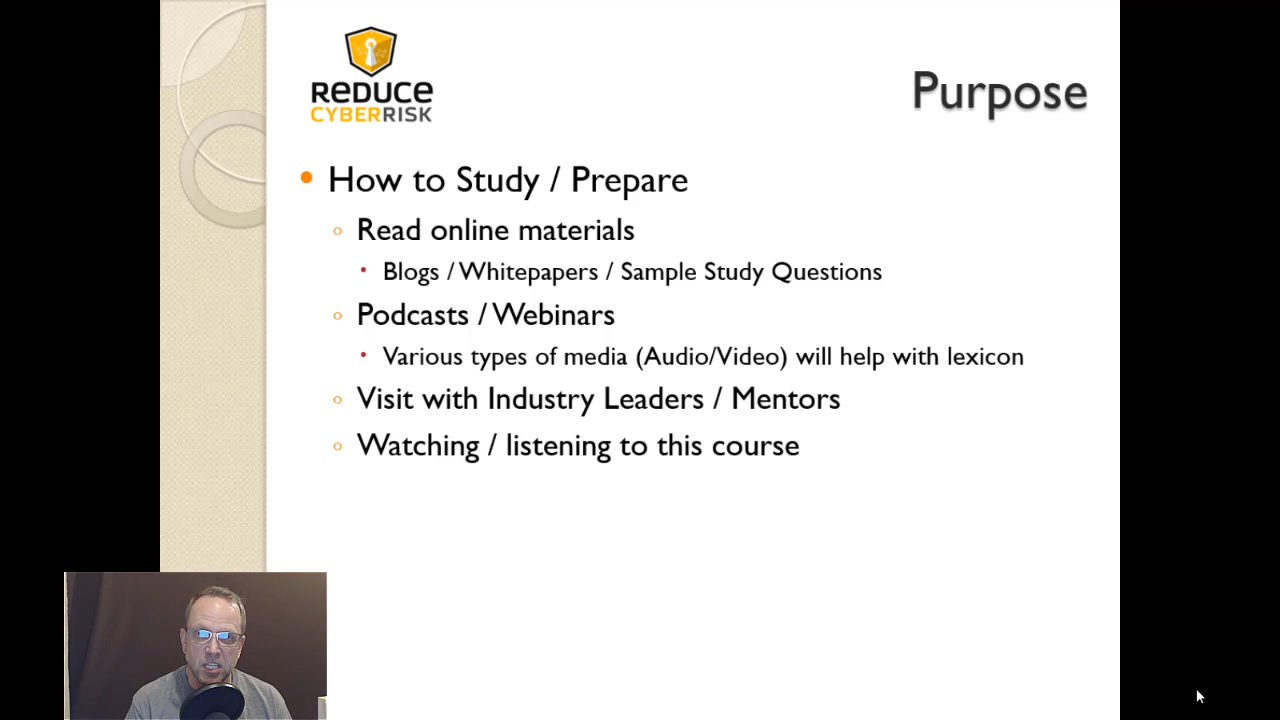 REDUCE
CYBERRISK
Purpose
How to Study / Prepare
Read online materials
Blogs / Whitepapers / Sample Study Questions
Podcasts / Webinars
Various types of media (Audio/Video) will help with lexicon
Visit with Industry Leaders / Mentors
Watching / listening to this course